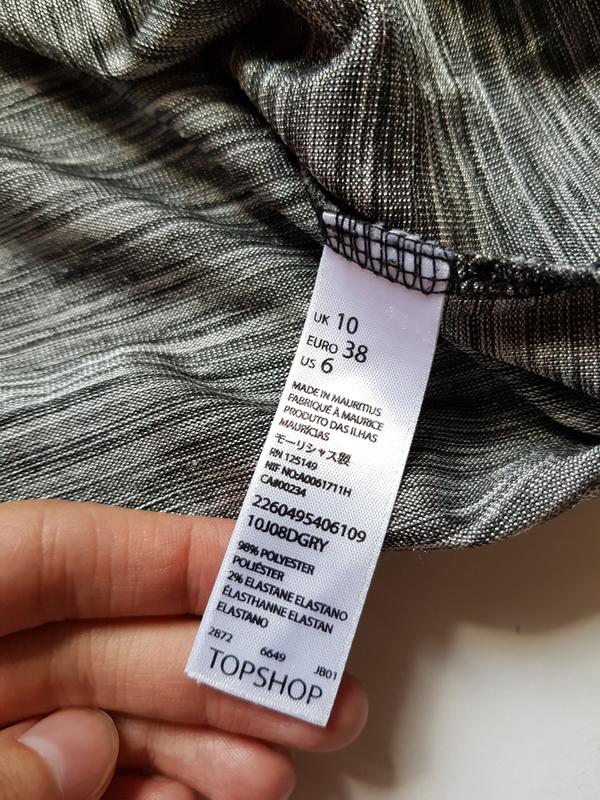 UK 10
EURO 38
US 6
MADE IN MAURITIUS
FABRIQUÉ À MAURICE
PRODUTO DAS ILHAS
MAURÍCIAS
モーリシャス製
RN 125149
NIF NO:A0061711H
CA#00234
2260495406109
10J08DGRY
98% POLYESTER
POLIÉSTER
2% ELASTANE ELASTANO
ÉLASTHANNE ELASTAN
ELASTANO
2872 6649 JB01
TOPSHOP